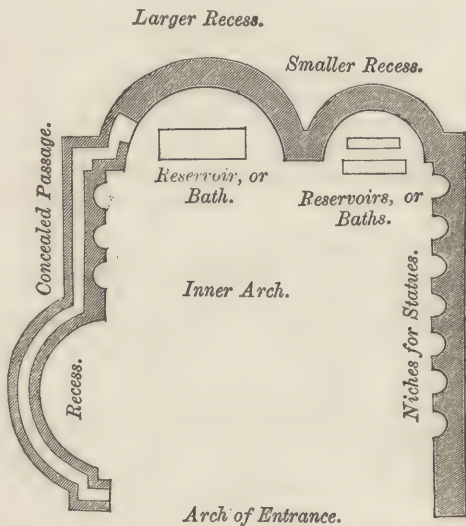 Larger Recess.
Smaller Recess.
Concealed Passage.
Reservoir, or
Bath.
Reservoirs, or
Baths.
Inner Arch.
Recess.
Niches for Statues.
Arch of Entrance.